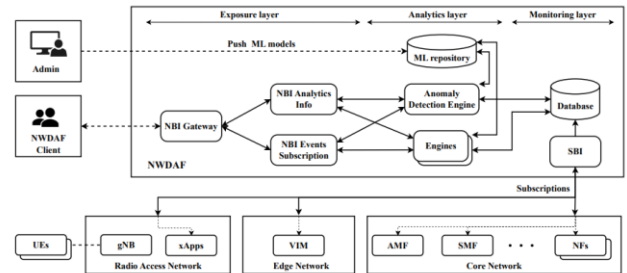 Exposure layer
Analytics layer
Monitoring layer
Push ML models
Admin
ML repository
NBI Analytics
Info
Anomaly
Detection Engine
Database
NWDAF
Client
NBI Gateway
NBI Events
Subscription
Engines
SBI
NWDAF
Subscriptions
UEs
gNB
xApps
VIM
AMF
SMF
• • •
NFs
Radio Access Network
Edge Network
Core Network